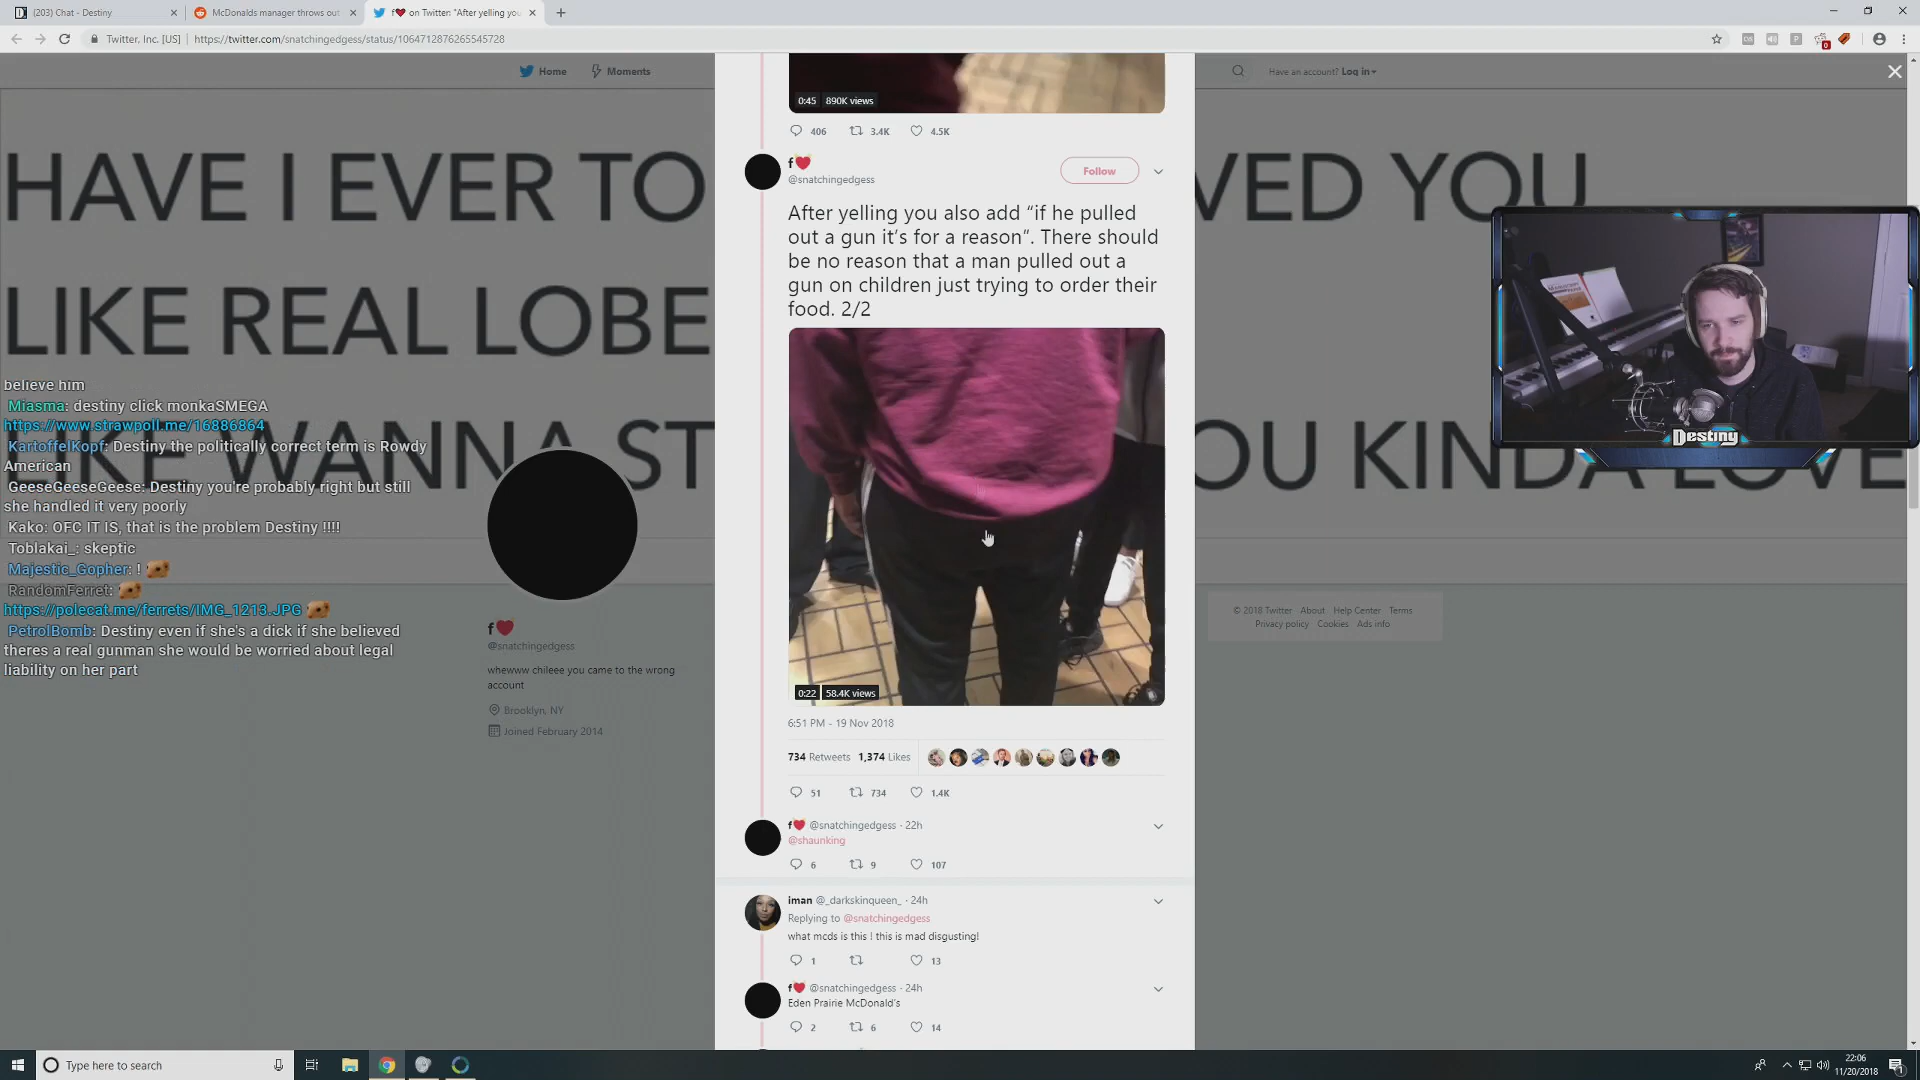 (203) Chat - Destiny
McDonalds manager throws out
f❤ on Twitter: "After yelling you
Twitter, Inc. [US]
https://twitter.com/snatchingedgess/status/1064712876265545728
0
Home
Moments
Have an account? Log in
0:45 890K views
406 3.4K 4.5K
HAVE I EVER TO
VED YOU
LIKE REAL LOBE
LIKE WANNA ST
OU KINDA LOVE
f❤
@snatchingedgess
Follow
After yelling you also add “if he pulled
out a gun it’s for a reason”. There should
be no reason that a man pulled out a
gun on children just trying to order their
food. 2/2
0:22 58.4K views
6:51 PM - 19 Nov 2018
734 Retweets 1,374 Likes
51 734 1.4K
f❤ @snatchingedgess · 22h
@shaunking
6 9 107
iman @_darkskinqueen_ · 24h
Replying to @snatchingedgess
what mcds is this ! this is mad disgusting!
1 13
f❤ @snatchingedgess · 24h
Eden Prairie McDonald's
2 6 14
believe him
Miasma: destiny click monkaSMEGA
https://www.strawpoll.me/16886864
KartoffelKopf: Destiny the politically correct term is Rowdy
American
GeeseGeeseGeese: Destiny you're probably right but still
she handled it very poorly
Kako: OFC IT IS, that is the problem Destiny !!!!
Toblakai_: skeptic
Majestic_Gopher: !
RandomFerret:
https://polecat.me/ferrets/IMG_1213.JPG
PetrolBomb: Destiny even if she's a dick if she believed
theres a real gunman she would be worried about legal
liability on her part
f❤
@snatchingedgess
whewww chileee you came to the wrong
account
Brooklyn, NY
Joined February 2014
Destiny
© 2018 Twitter About Help Center Terms
Privacy policy Cookies Ads info
Type here to search
22:06
11/20/2018